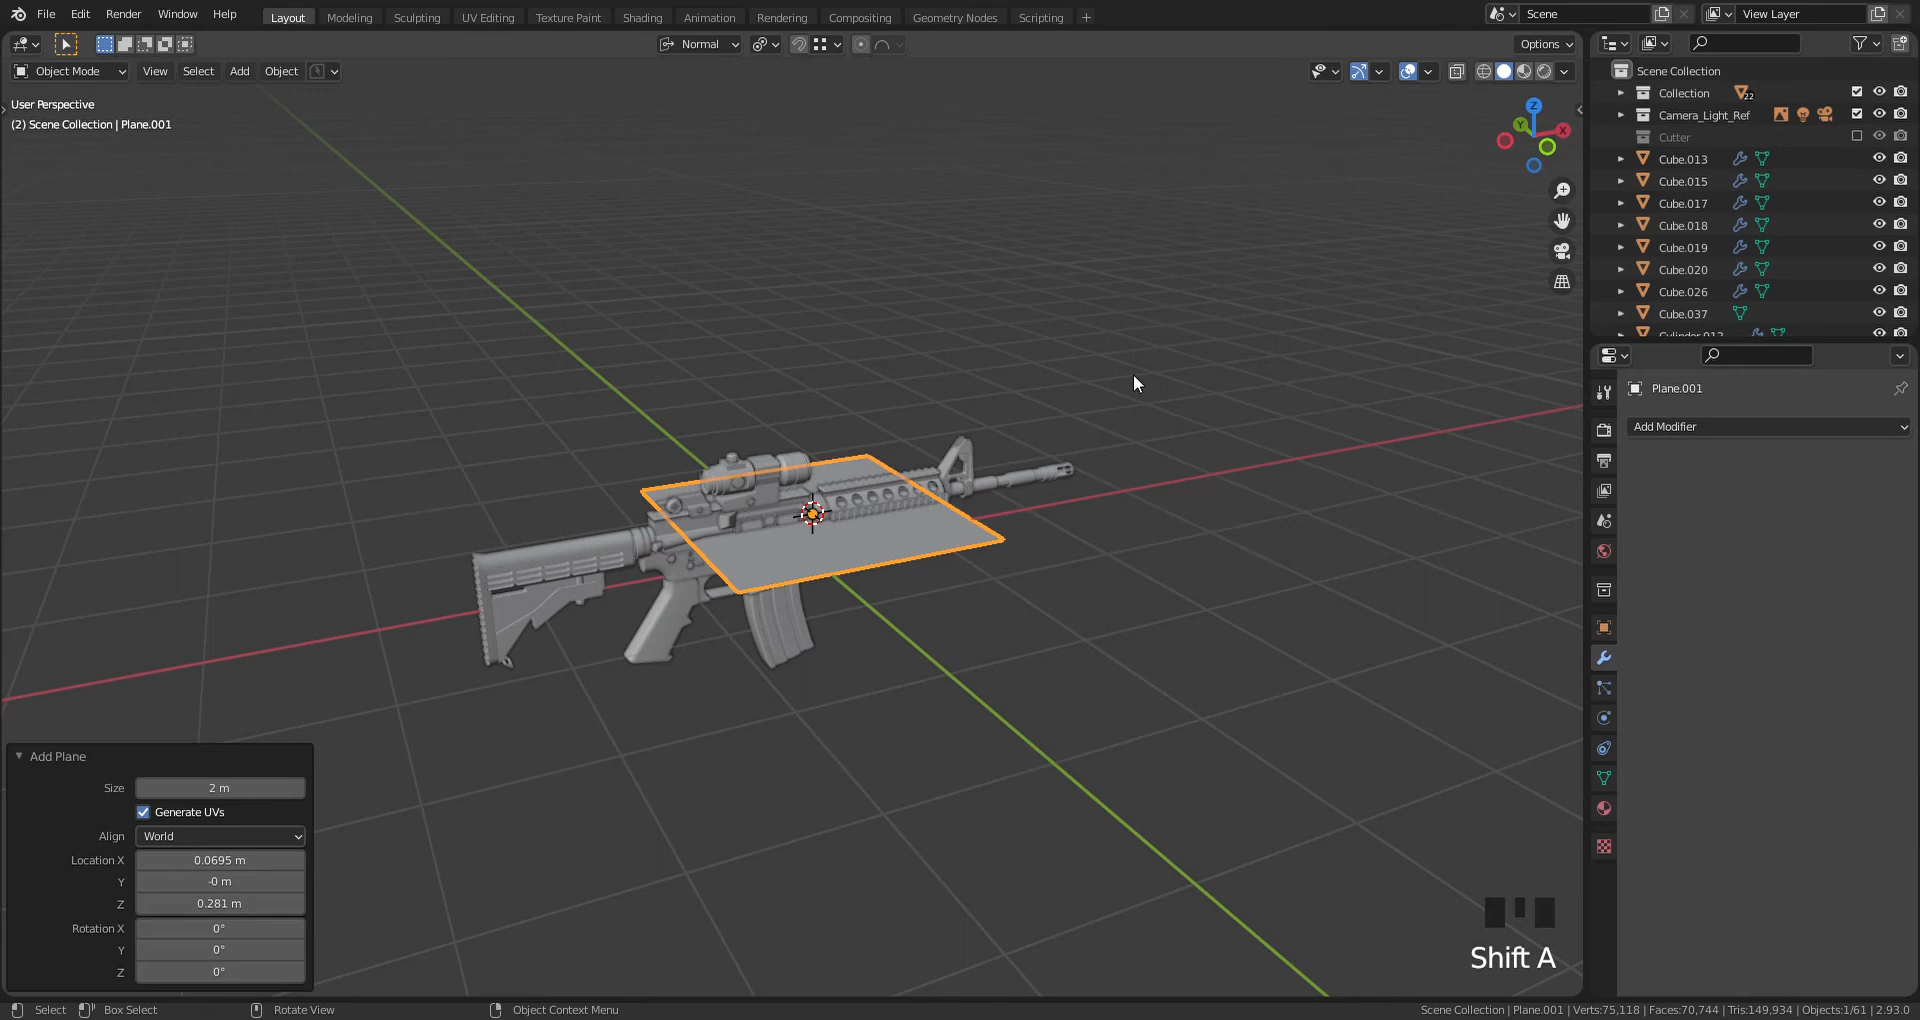 File Edit Render Window Help Layout Modeling Sculpting UV Editing Texture Paint Shading Animation Rendering Compositing Geometry Nodes Scripting + Scene View Layer
Normal Options
Object Mode View Select Add Object
User Perspective
(2) Scene Collection | Plane.001
Z
Y
X
Scene Collection
Collection 22
Camera_Light_Ref
Cutter
Cube.013
Cube.015
Cube.017
Cube.018
Cube.019
Cube.020
Cube.026
Cube.037
Cylinder.012
Plane.001
Add Modifier
Add Plane
Size 2 m
Generate UVs
Align World
Location X 0.0695 m
Y -0 m
Z 0.281 m
Rotation X 0°
Y 0°
Z 0°
Shift A
Select Box Select Rotate View Object Context Menu Scene Collection | Plane.001 | Verts:75,118 | Faces:70,744 | Tris:149,934 | Objects:1/61 | 2.93.0